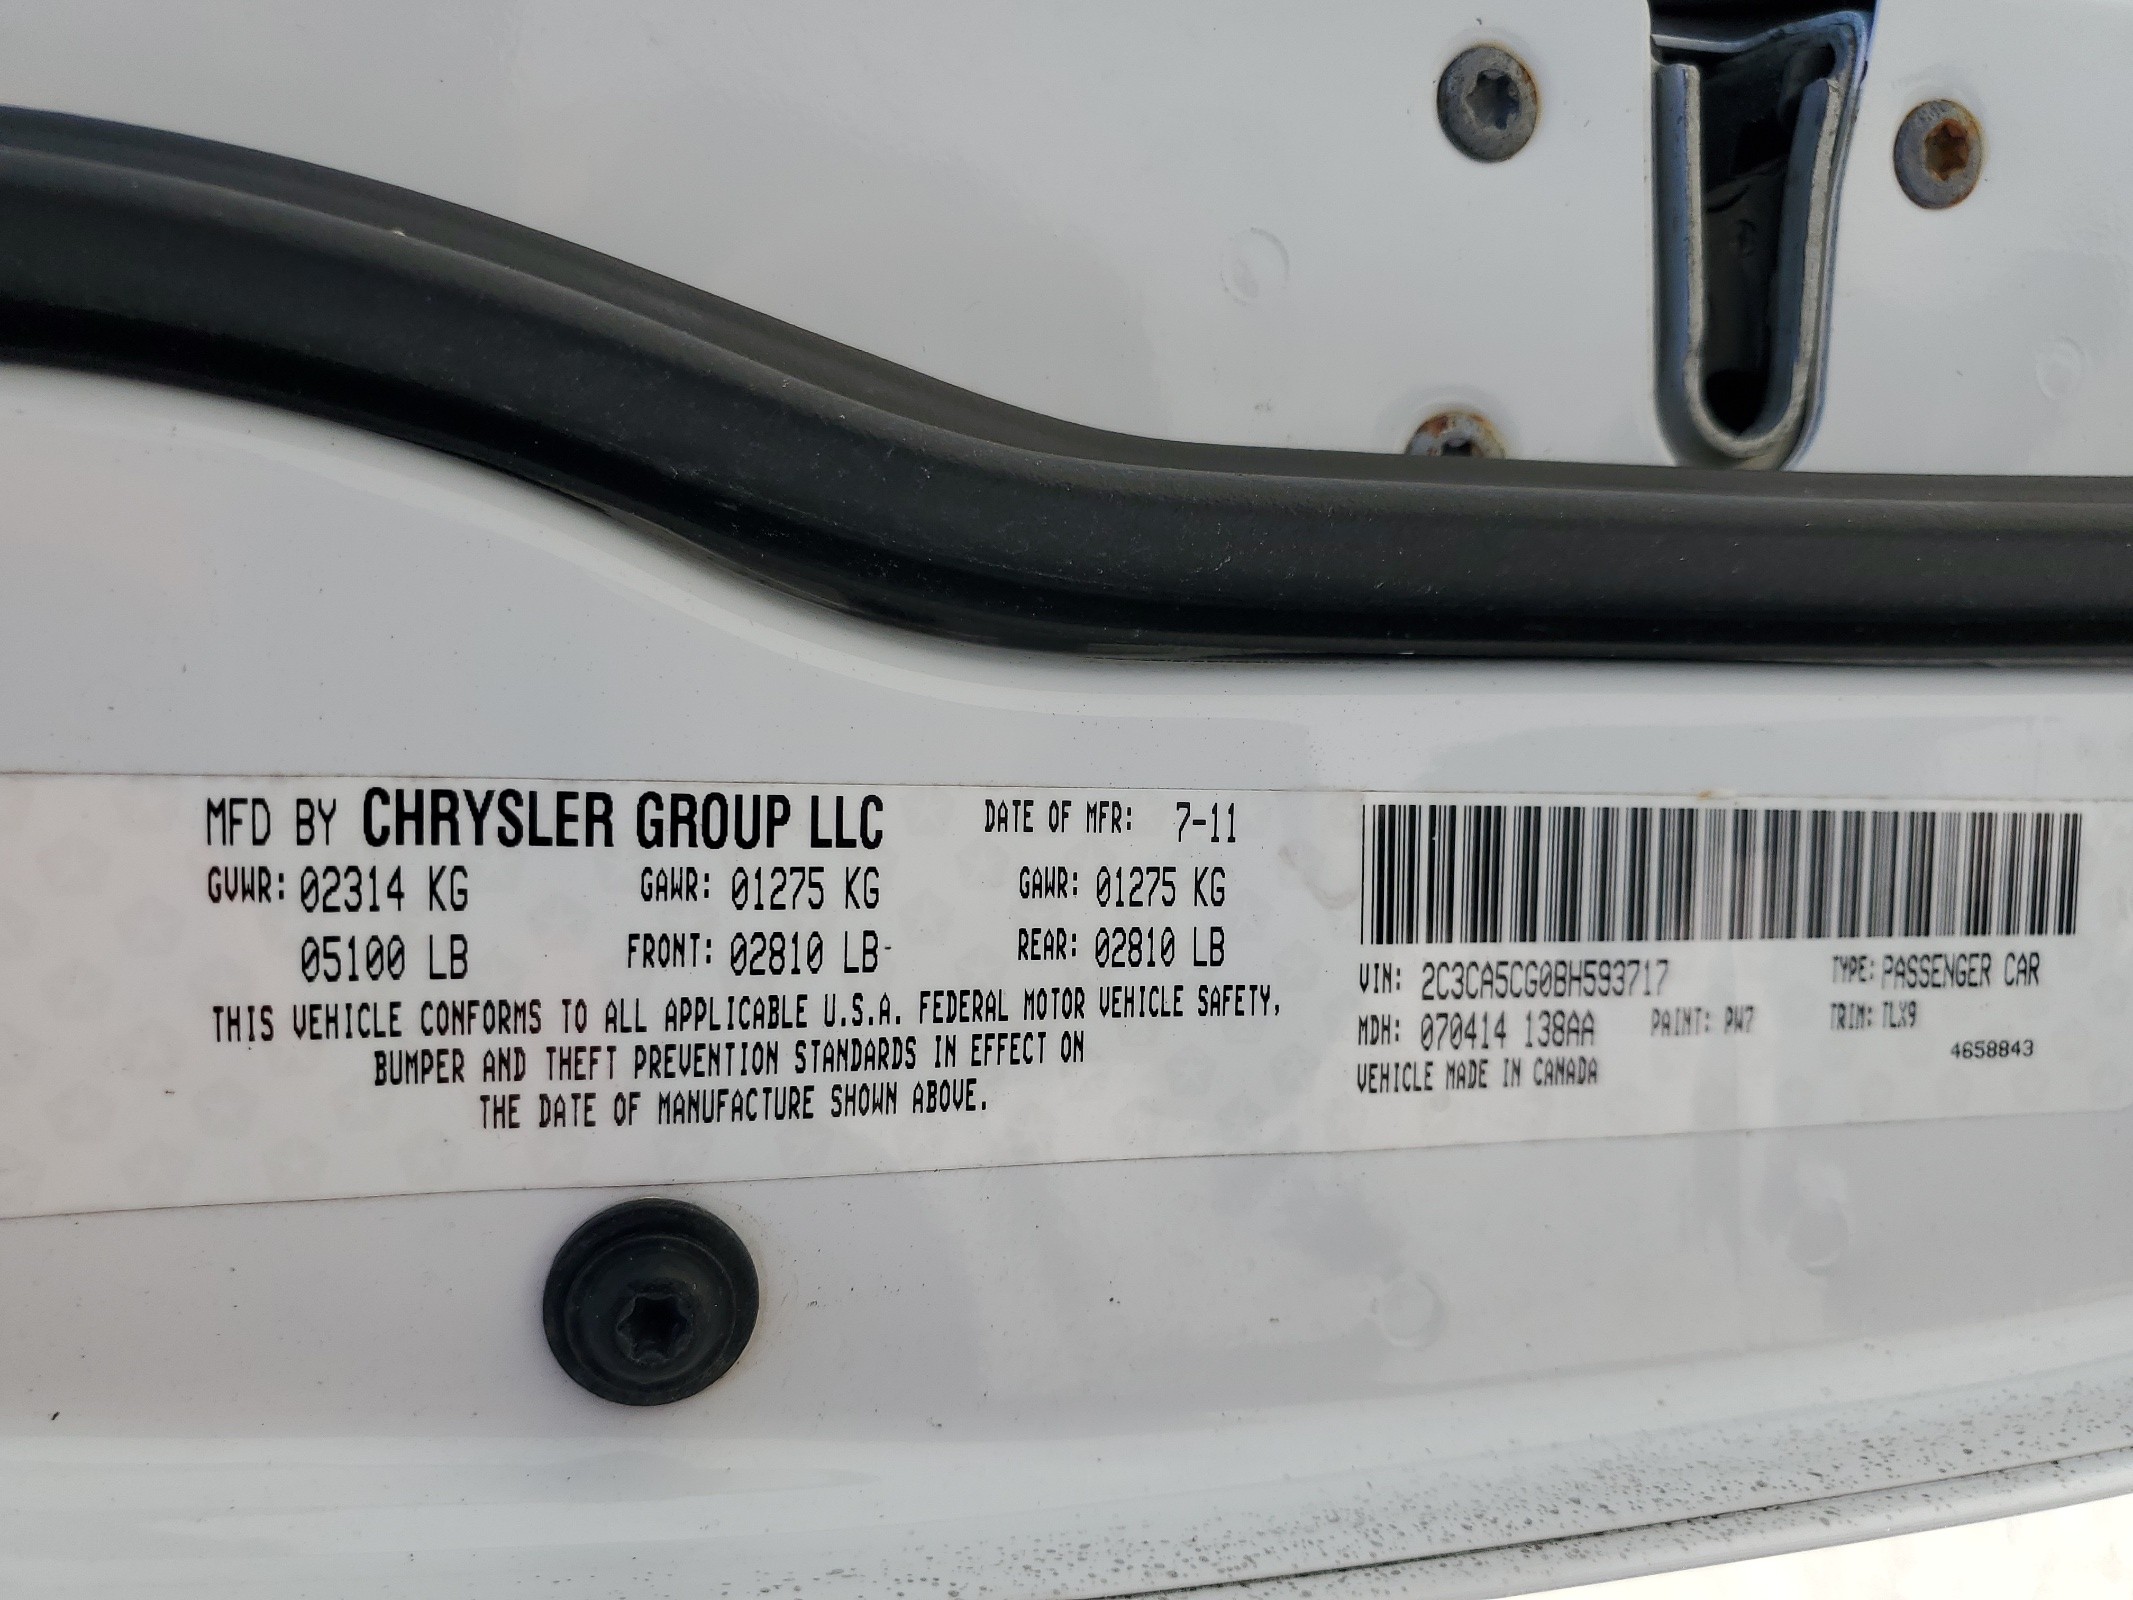 MFD BY CHRYSLER GROUP LLC DATE OF MFR: 7-11
GVWR: 02314 KG GAWR: 01275 KG GAWR: 01275 KG
05100 LB FRONT: 02810 LB REAR: 02810 LB
THIS VEHICLE CONFORMS TO ALL APPLICABLE U.S.A. FEDERAL MOTOR VEHICLE SAFETY,
BUMPER AND THEFT PREVENTION STANDARDS IN EFFECT ON
THE DATE OF MANUFACTURE SHOWN ABOVE.
VIN: 2C3CA5CG0BH593717 TYPE: PASSENGER CAR
MDH: 070414 138AA PAINT: PW7 TRIM: TLX9
VEHICLE MADE IN CANADA 4658843